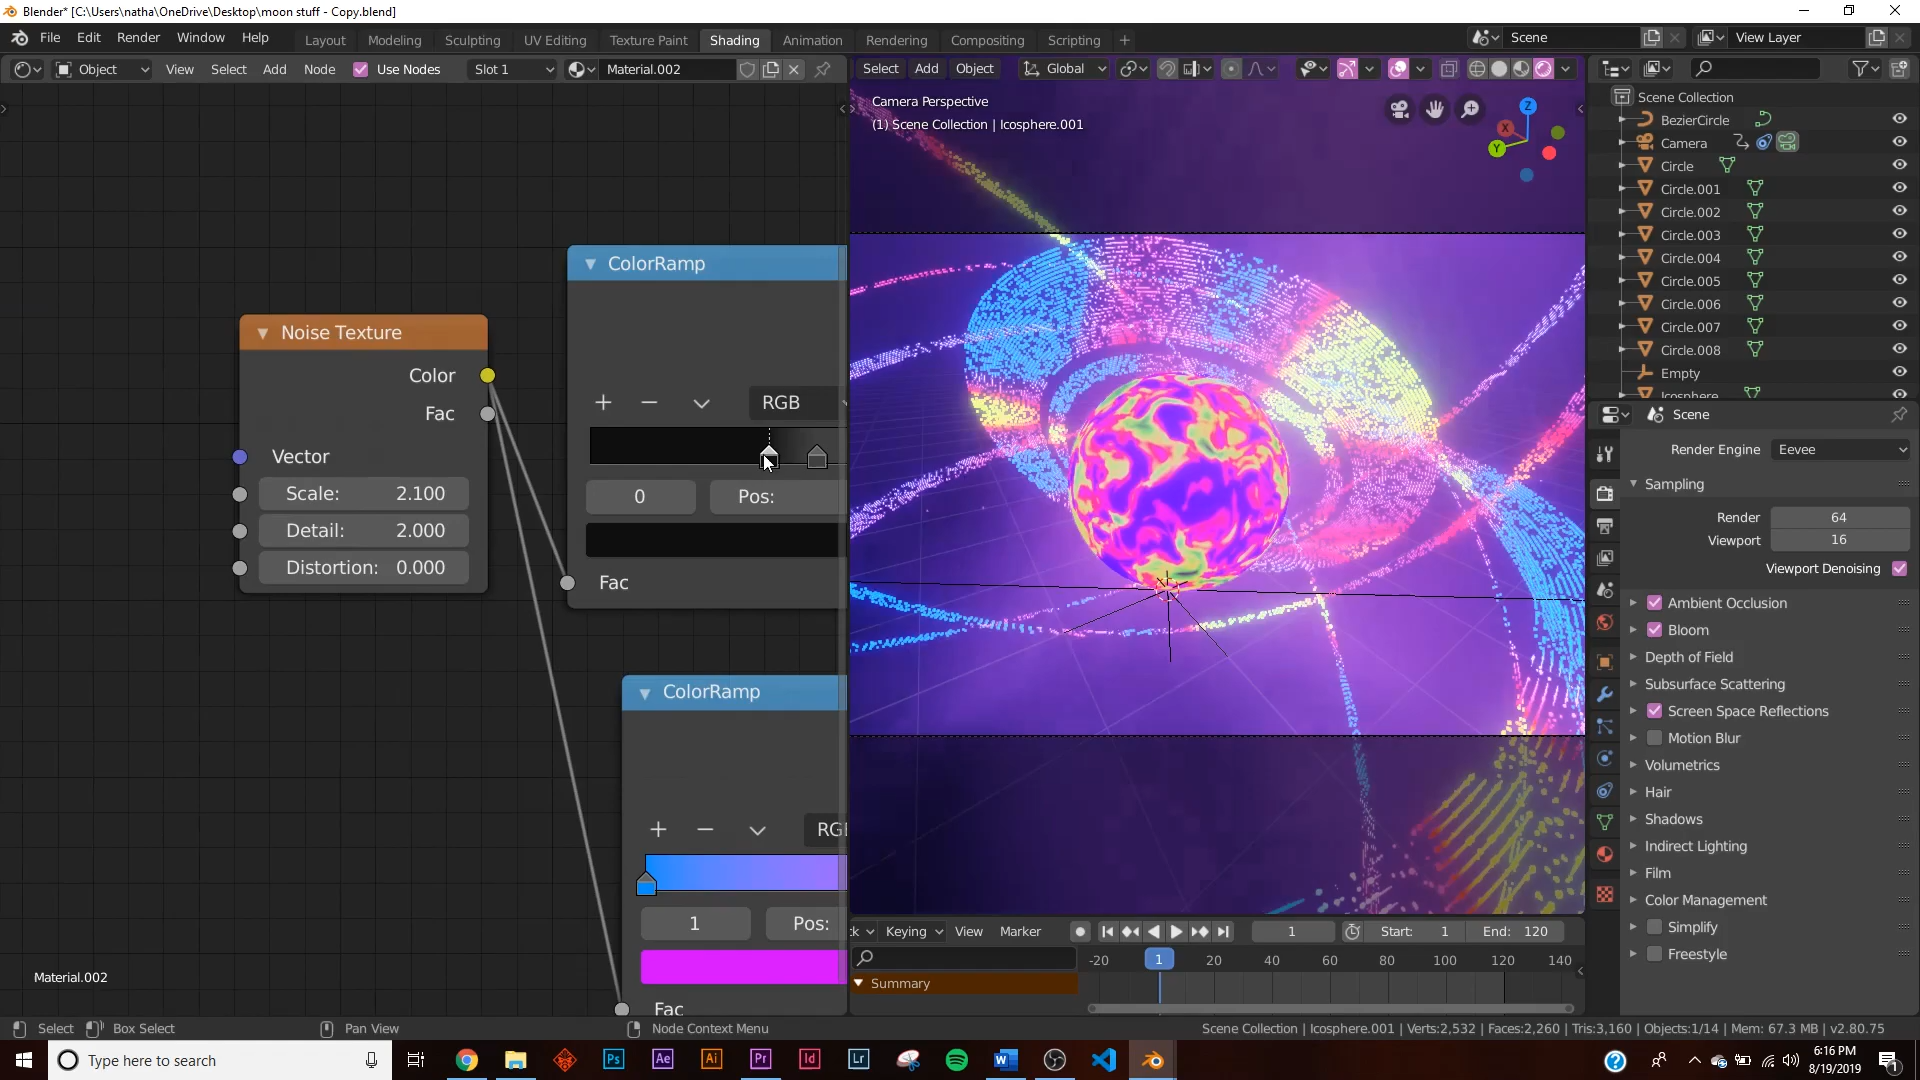 Blender* [C:\Users\natha\OneDrive\Desktop\moon stuff - Copy.blend]
File Edit Render Window Help Layout Modeling Sculpting UV Editing Texture Paint Shading Animation Rendering Compositing Scripting Scene View Layer
Object View Select Add Node Use Nodes Slot 1 Material.002 Select Add Object Global
Camera Perspective
(1) Scene Collection | Icosphere.001
Z
X
Y
Scene Collection
BezierCircle
Camera
Circle
Circle.001
Circle.002
Circle.003
Circle.004
Circle.005
Circle.006
Circle.007
Circle.008
Empty
Icosphere
ColorRamp
RGB
0 Pos:
Fac
Noise Texture
Color
Fac
Vector
Scale: 2.100
Detail: 2.000
Distortion: 0.000
ColorRamp
1 Pos:
Fac
Material.002
Scene
Render Engine Eevee
Sampling
Render 64
Viewport 16
Viewport Denoising
Ambient Occlusion
Bloom
Depth of Field
Subsurface Scattering
Screen Space Reflections
Motion Blur
Volumetrics
Hair
Shadows
Indirect Lighting
Film
Color Management
Simplify
Freestyle
Keying View Marker 1 Start: 1 End: 120
-20 1 20 40 60 80 100 120 140
Summary
Select Box Select Pan View Node Context Menu Scene Collection | Icosphere.001 | Verts:2,532 | Faces:2,260 | Tris:3,160 | Objects:1/14 | Mem: 67.3 MB | v2.80.75
Type here to search Ps Ae Ai Pr Id Lr W
6:16 PM
8/19/2019
1